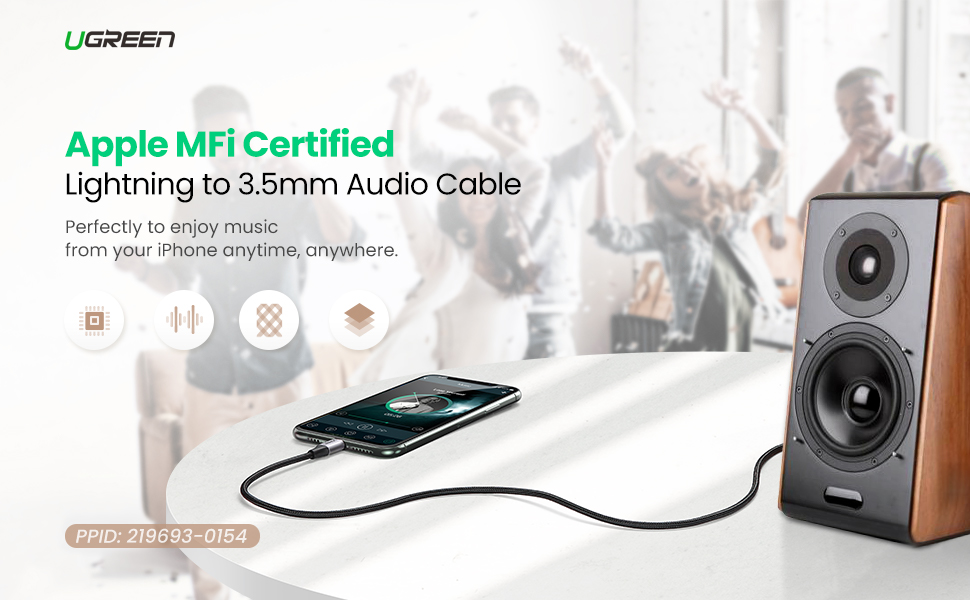 UGREEN
Apple MFi Certified
Lightning to 3.5mm Audio Cable
Perfectly to enjoy music
from your iPhone anytime, anywhere.
PPID: 219693-0154